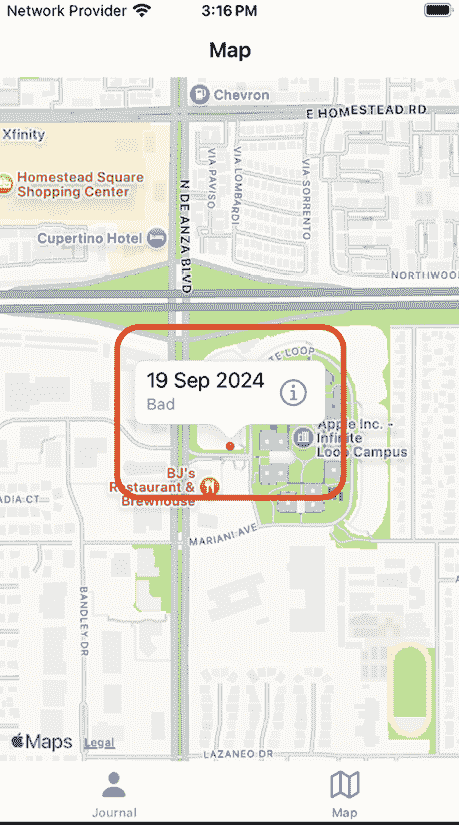 Network Provider 3:16 PM
Map
Chevron
E HOMESTEAD RD
Xfinity
Homestead Square
Shopping Center
VIA PAVISO
VIA LOMBARDI
VIA SORRENTO
N DE ANZA BLVD
Cupertino Hotel
NORTHWOO
TE LOOP
19 Sep 2024
Bad
Apple Inc. -
Infinite
Loop Campus
BJ's
Restaurant &
Brewhouse
ADIA CT
MARIANI AVE
BANDLEY DR
Maps Legal
LAZANEO DR
Journal Map